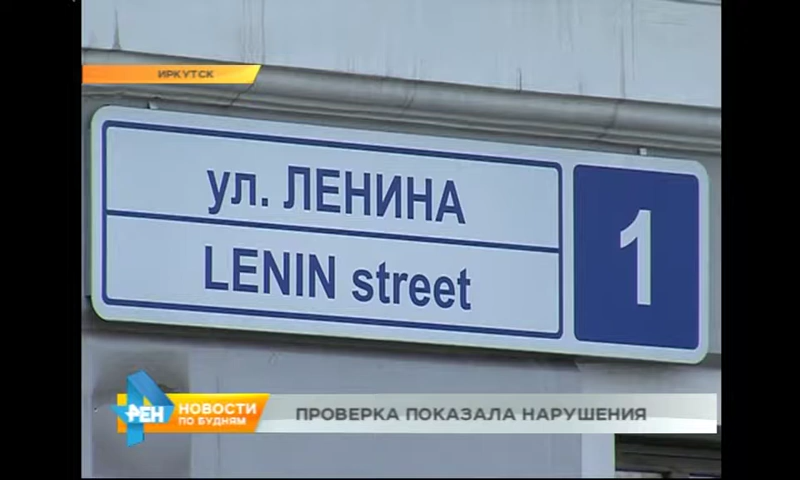 ИРКУТСК
ул. ЛЕНИНА
LENIN street
1
РЕН
НОВОСТИ
ПО БУДНЯМ
ПРОВЕРКА ПОКАЗАЛА НАРУШЕНИЯ